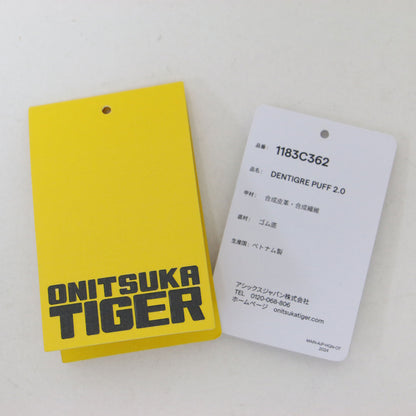 ONITSUKA
TIGER
品番： 1183C362
品名： DENTIGRE PUFF 2.0
甲材： 合成皮革・合成繊維
底材： ゴム底
生産国： ベトナム製
アシックスジャパン株式会社
TEL 0120-068-806
ホームページ onitsukatiger.com
2024